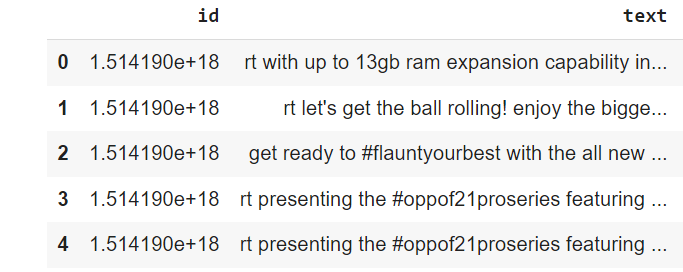 id text
0 1.514190e+18 rt with up to 13gb ram expansion capability in...
1 1.514190e+18 rt let's get the ball rolling! enjoy the bigge...
2 1.514190e+18 get ready to #flauntyourbest with the all new ...
3 1.514190e+18 rt presenting the #oppof21proseries featuring ...
4 1.514190e+18 rt presenting the #oppof21proseries featuring ...